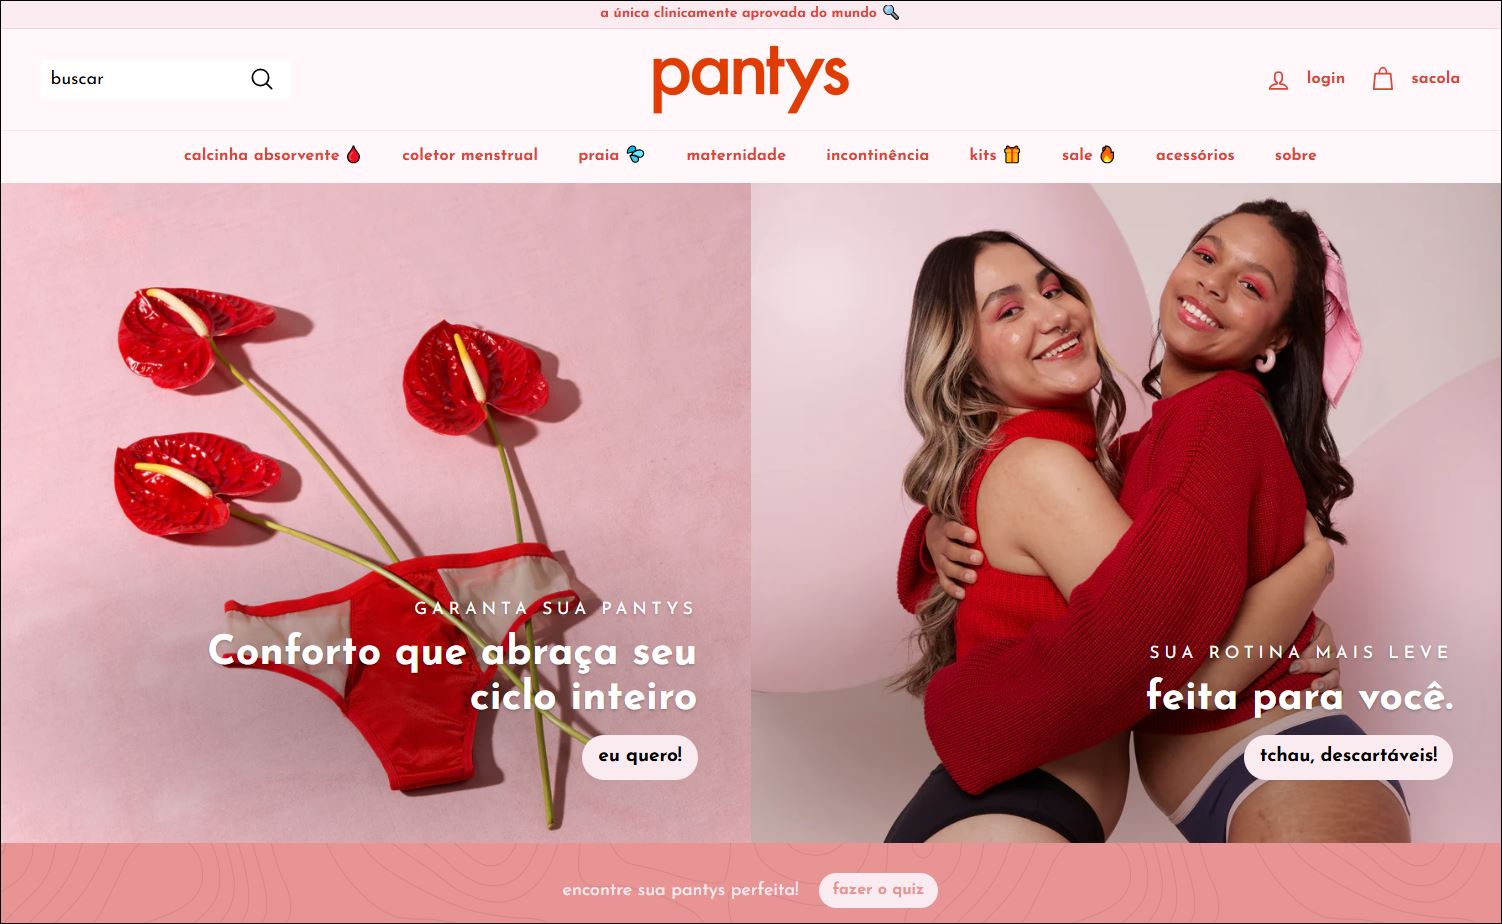 a única clinicamente aprovada do mundo 🔍
buscar
pantys
login
sacola
calcinha absorvente 🩸
coletor menstrual
praia 💦
maternidade
incontinência
kits 🎁
sale 🔥
acessórios
sobre
GARANTA SUA PANTYS
Conforto que abraça seu
ciclo inteiro
eu quero!
SUA ROTINA MAIS LEVE
feita para você.
tchau, descartáveis!
encontre sua pantys perfeita!
fazer o quiz